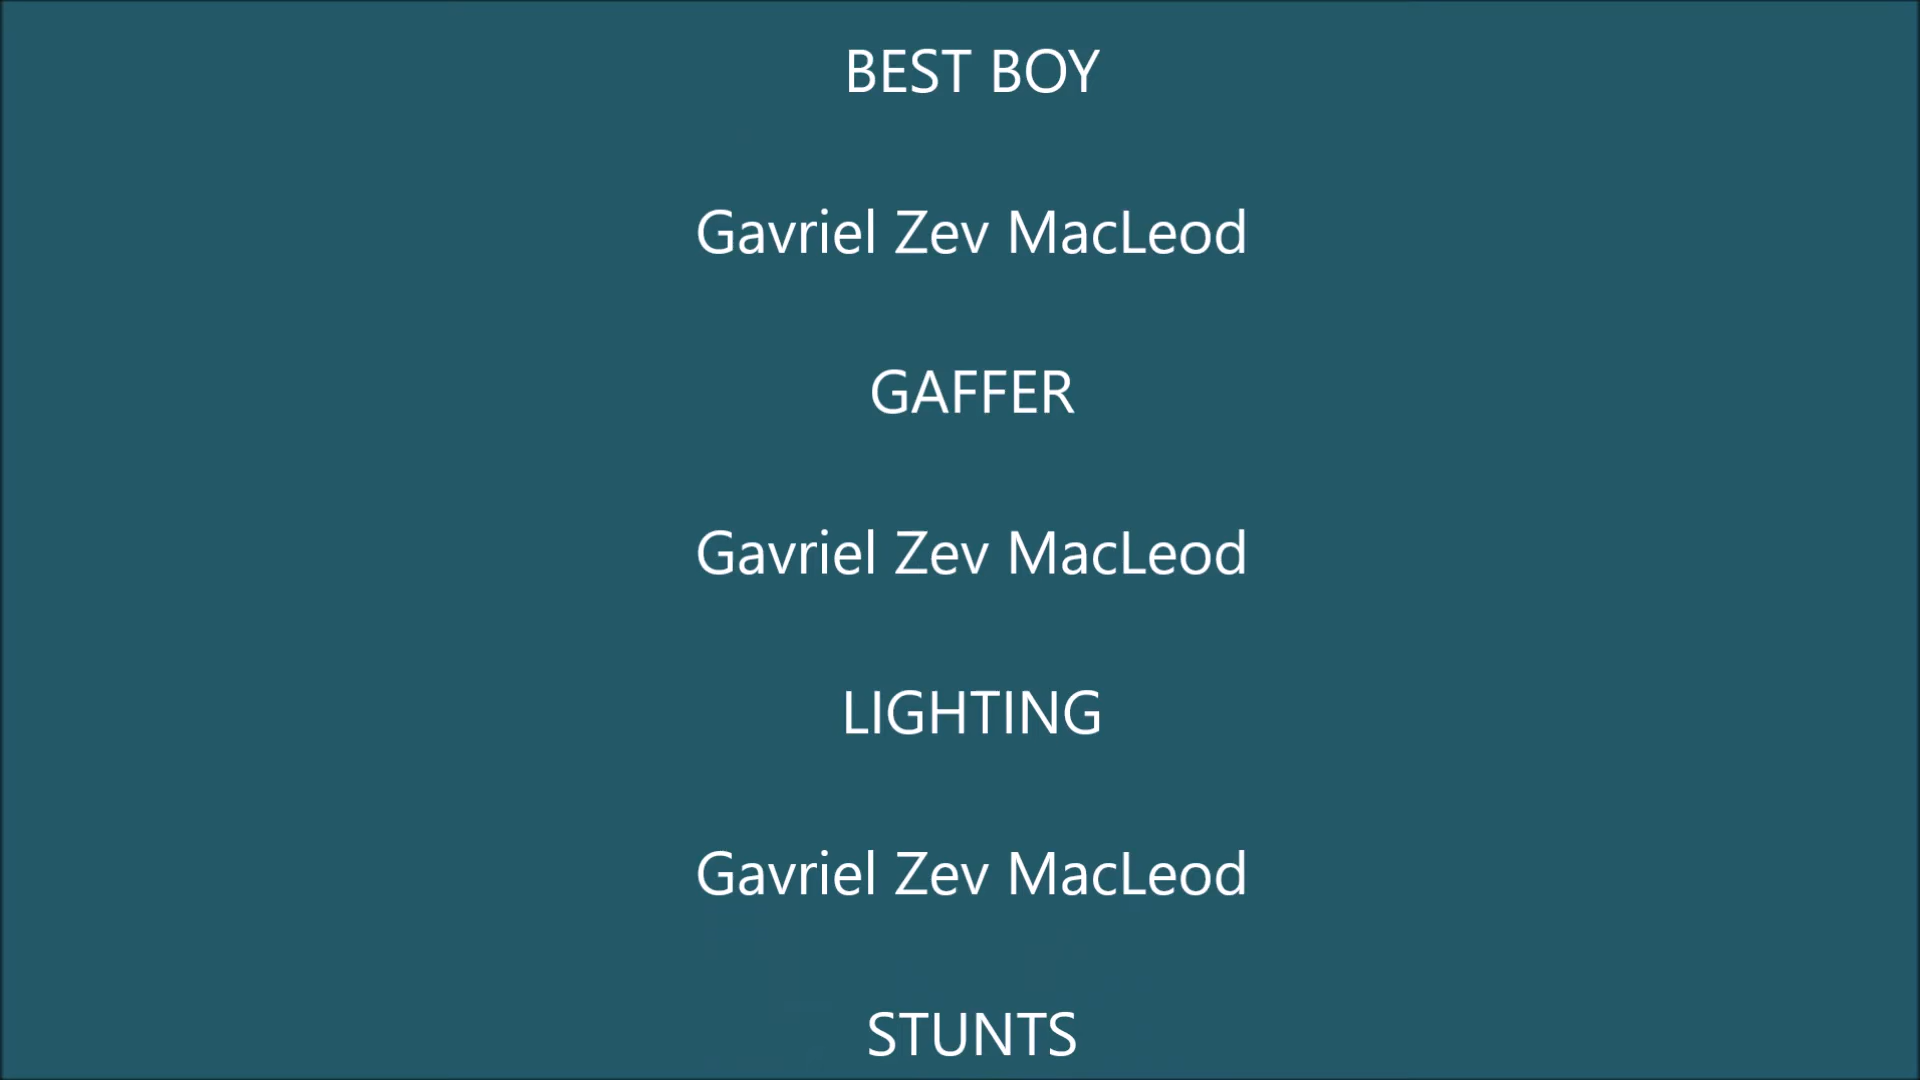 BEST BOY
Gavriel Zev MacLeod
GAFFER
Gavriel Zev MacLeod
LIGHTING
Gavriel Zev MacLeod
STUNTS